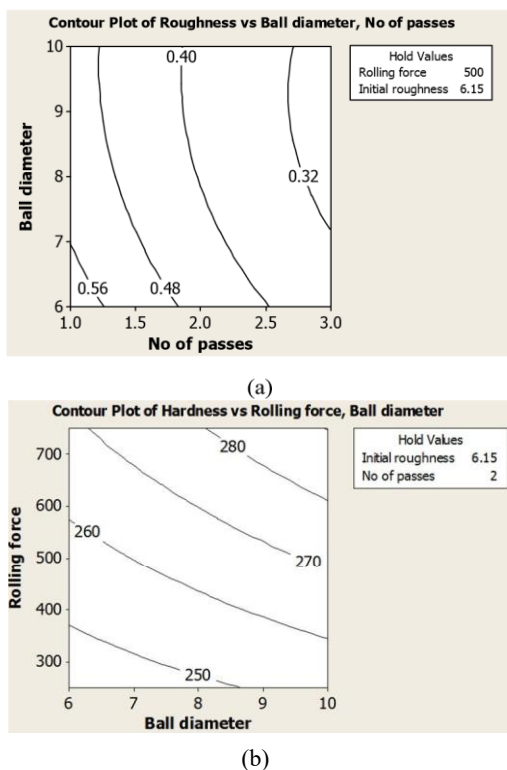 Contour Plot of Roughness vs Ball diameter, No of passes
Hold Values
Rolling force 500
Initial roughness 6.15
Ball diameter
10
9
8
7
6
0.40
0.32
0.56
0.48
1.0 1.5 2.0 2.5 3.0
No of passes
(a)
Contour Plot of Hardness vs Rolling force, Ball diameter
Hold Values
Initial roughness 6.15
No of passes 2
Rolling force
700
600
500
400
300
280
260
270
250
6 7 8 9 10
Ball diameter
(b)